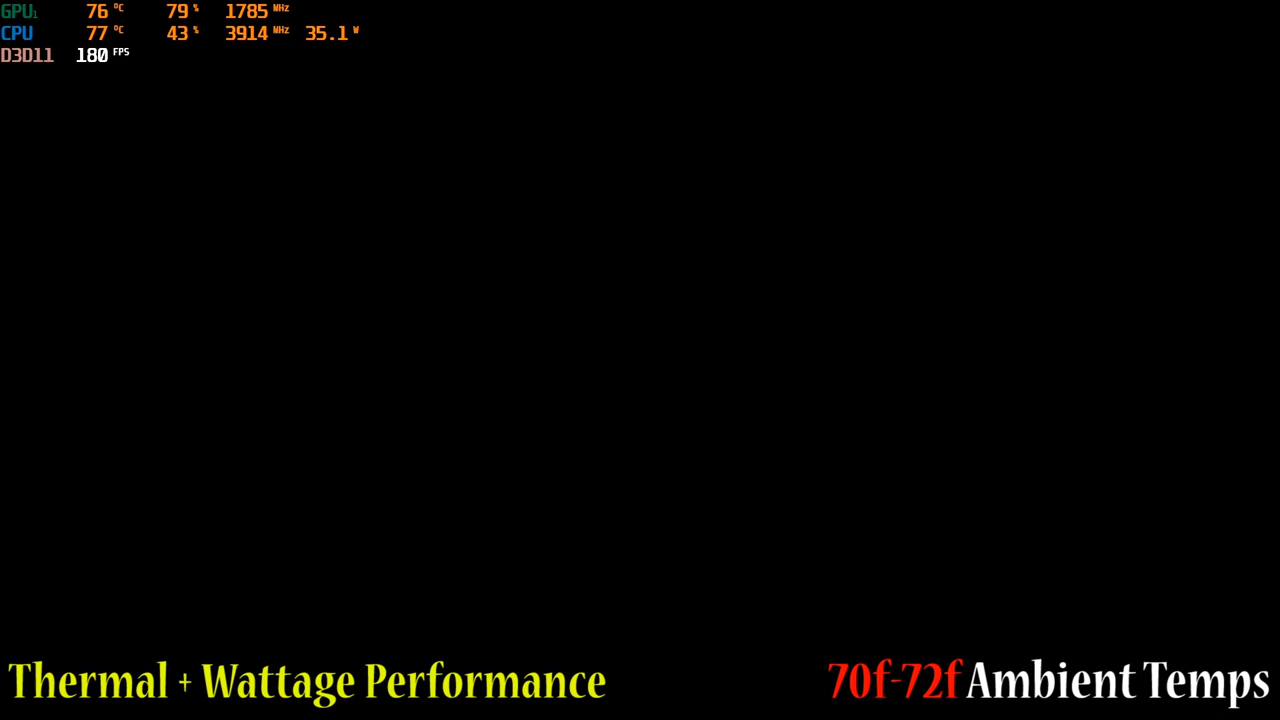 GPU1 76 °C 79 % 1785 MHz
CPU 77 °C 43 % 3914 MHz 35.1 W
D3D11 180 FPS
Thermal + Wattage Performance
70f-72f Ambient Temps